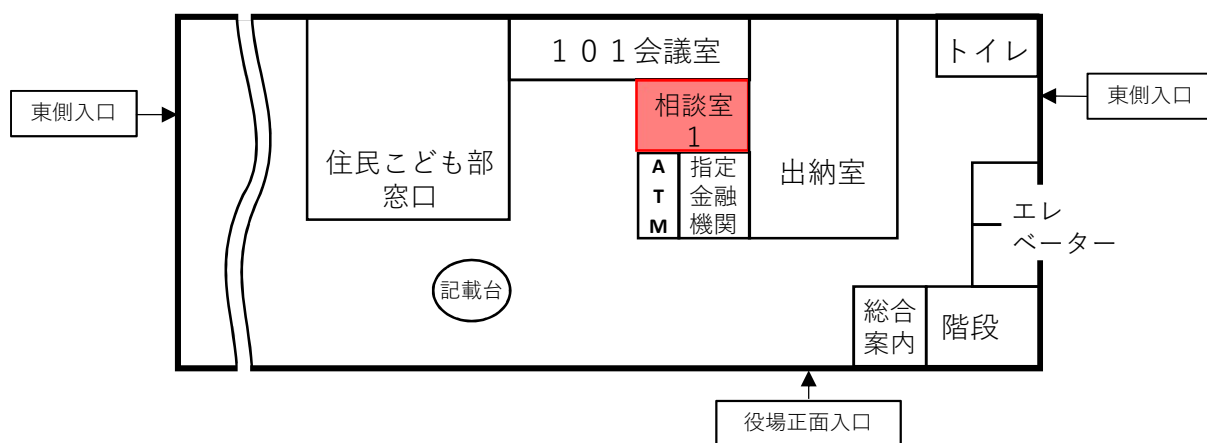 １０１会議室
トイレ
東側入口
相談室
１
東側入口
住民こども部
窓口
ATM
指定
金融
機関
出納室
エレ
ベーター
記載台
総合
案内
階段
役場正面入口